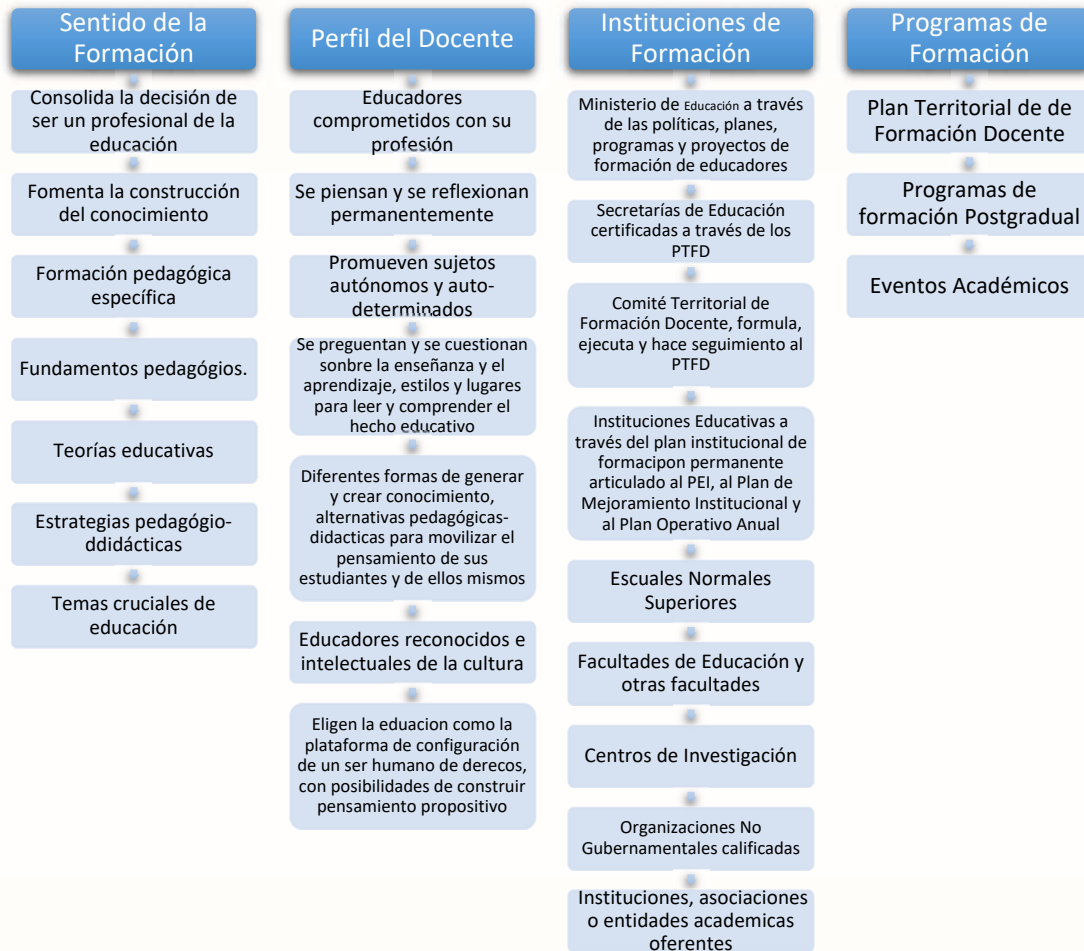 Sentido de la
Formación
Consolida la decisión de
ser un profesional de la
educación
Fomenta la construcción
del conocimiento
Formación pedagógica
específica
Fundamentos pedagógios.
Teorías educativas
Estrategias pedagógio-
ddidácticas
Temas cruciales de
educación
Perfil del Docente
Educadores
comprometidos con su
profesión
Se piensan y se reflexionan
permanentemente
Promueven sujetos
autónomos y auto-
determinados
Se preguntan y se cuestionan
sonbre la enseñanza y el
aprendizaje, estilos y lugares
para leer y comprender el
hecho educativo
Diferentes formas de generar
y crear conocimiento,
alternativas pedagógicas-
didacticas para movilizar el
pensamiento de sus
estudiantes y de ellos mismos
Educadores reconocidos e
intelectuales de la cultura
Eligen la eduacion como la
plataforma de configuración
de un ser humano de derecos,
con posibilidades de construir
pensamiento propositivo
Instituciones de
Formación
Ministerio de Educación a través
de las políticas, planes,
programas y proyectos de
formación de educadores
Secretarías de Educación
certificadas a través de los
PTFD
Comité Territorial de
Formación Docente, formula,
ejecuta y hace seguimiento al
PTFD
Instituciones Educativas a
través del plan institucional de
formacipon permanente
articulado al PEI, al Plan de
Mejoramiento Institucional y
al Plan Operativo Anual
Escuales Normales
Superiores
Facultades de Educación y
otras facultades
Centros de Investigación
Organizaciones No
Gubernamentales calificadas
Instituciones, asociaciones
o entidades academicas
oferentes
Programas de
Formación
Plan Territorial de de
Formación Docente
Programas de
formación Postgradual
Eventos Académicos